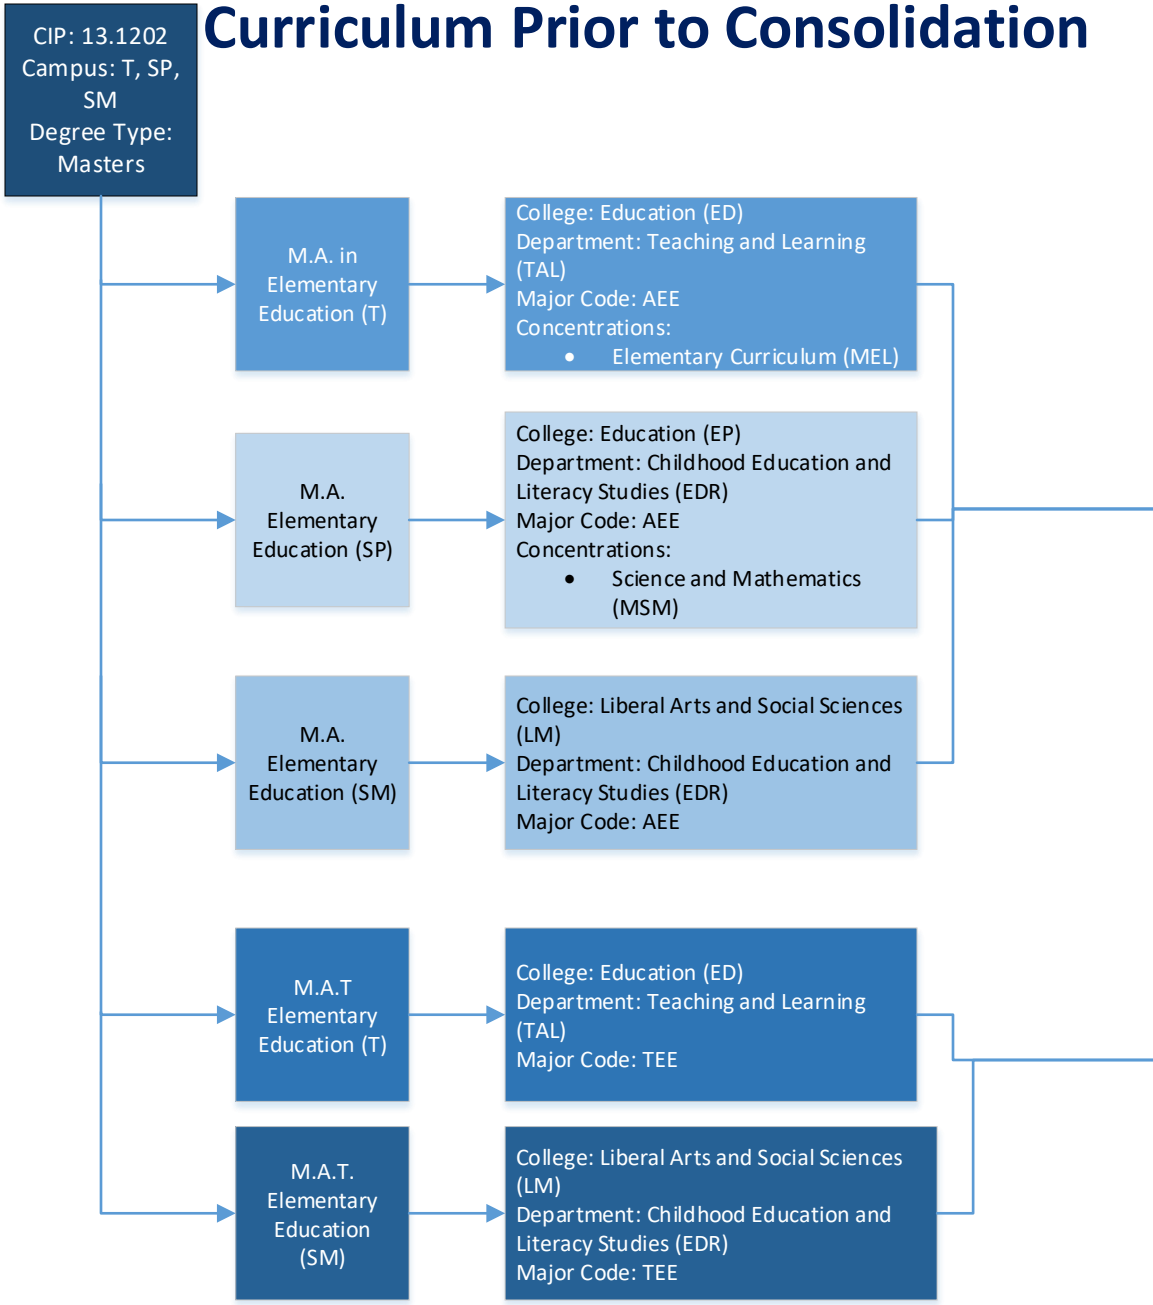 Curriculum Prior to Consolidation
CIP: 13.1202
Campus: T, SP,
SM
Degree Type:
Masters
M.A. in
Elementary
Education (T)
College: Education (ED)
Department: Teaching and Learning
(TAL)
Major Code: AEE
Concentrations:
• Elementary Curriculum (MEL)
M.A.
Elementary
Education (SP)
College: Education (EP)
Department: Childhood Education and
Literacy Studies (EDR)
Major Code: AEE
Concentrations:
• Science and Mathematics
(MSM)
M.A.
Elementary
Education (SM)
College: Liberal Arts and Social Sciences
(LM)
Department: Childhood Education and
Literacy Studies (EDR)
Major Code: AEE
M.A.T
Elementary
Education (T)
College: Education (ED)
Department: Teaching and Learning
(TAL)
Major Code: TEE
M.A.T.
Elementary
Education
(SM)
College: Liberal Arts and Social Sciences
(LM)
Department: Childhood Education and
Literacy Studies (EDR)
Major Code: TEE